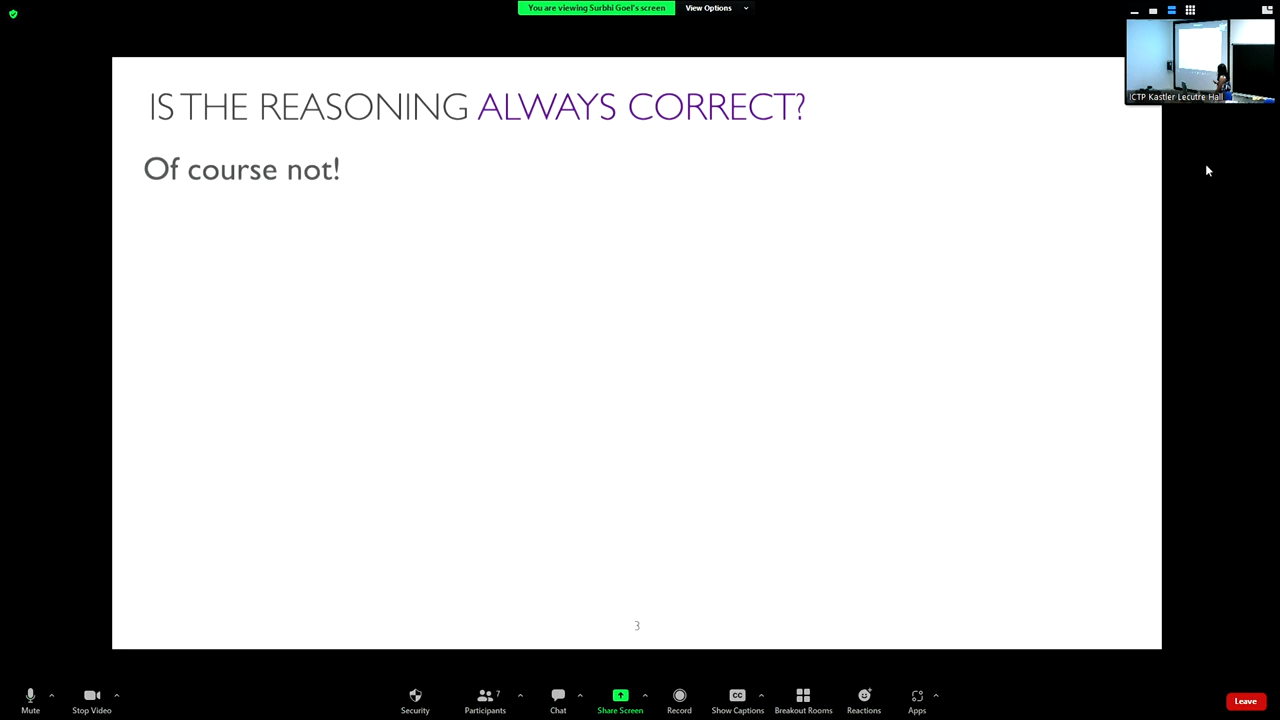 You are viewing Surbhi Goel's screen
View Options
ICTP Kastler Lecutre Hall
IS THE REASONING ALWAYS CORRECT?
Of course not!
3
Mute
Stop Video
Security
7
Participants
Chat
Share Screen
Record
CC
Show Captions
Breakout Rooms
Reactions
Apps
Leave